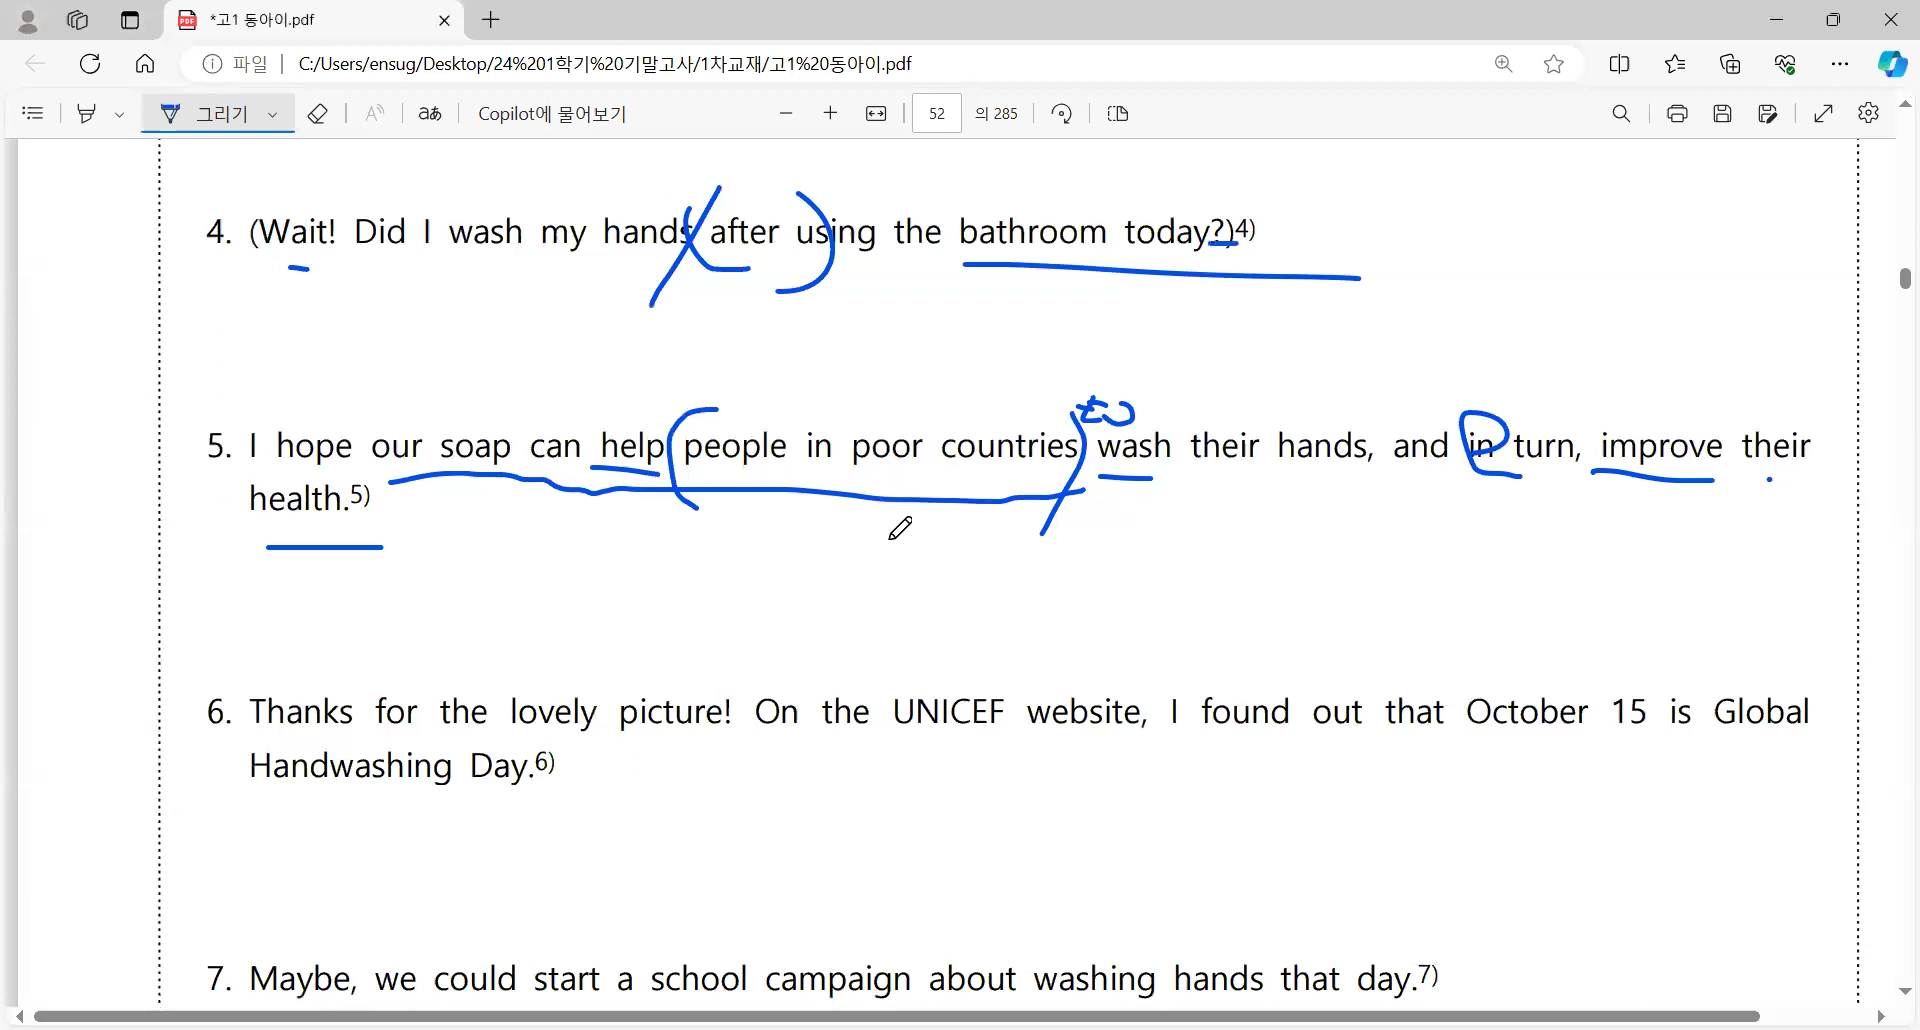 *고1 동아이.pdf
파일 C:/Users/ensug/Desktop/24%201학기%20기말고사/1차교재/고1%20동아이.pdf
그리기 aあ Copilot에 물어보기 52 의 285
4. (Wait! Did I wash my hands after using the bathroom today?)4)
to
5. I hope our soap can help people in poor countries wash their hands, and in turn, improve their
health.5)
6. Thanks for the lovely picture! On the UNICEF website, I found out that October 15 is Global
Handwashing Day.6)
7. Maybe, we could start a school campaign about washing hands that day.7)